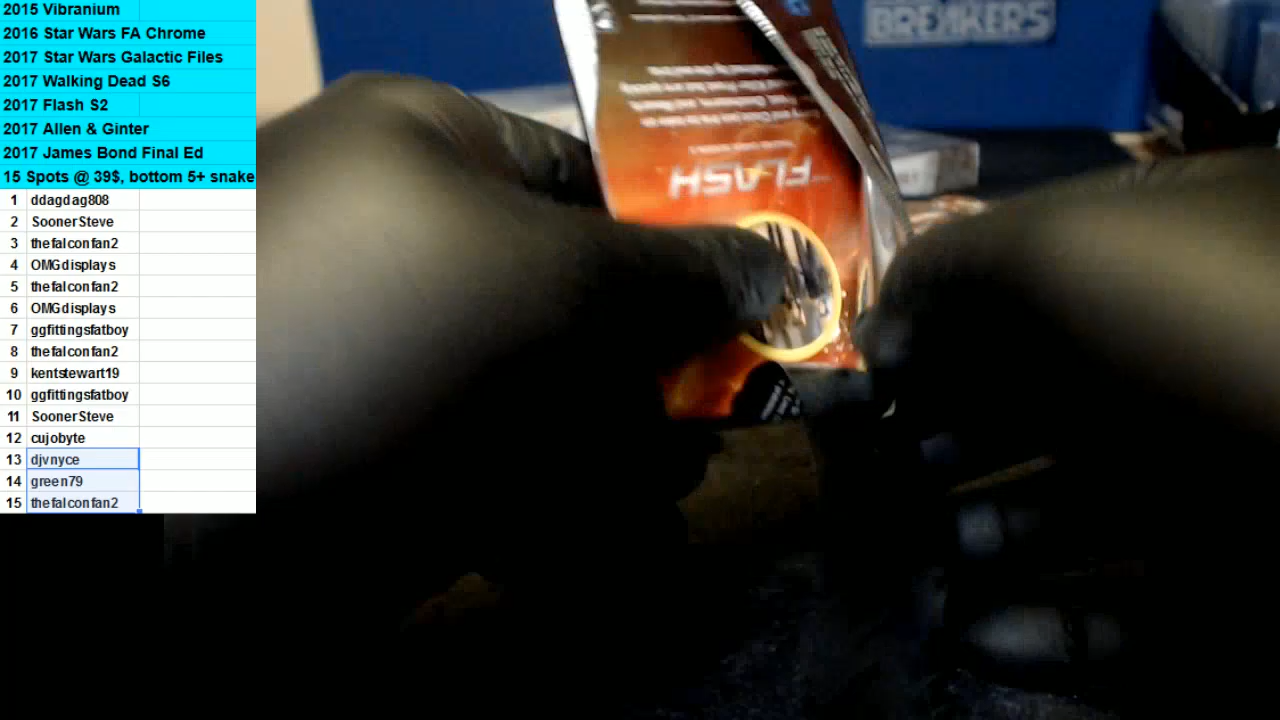 2015 Vibranium
2016 Star Wars FA Chrome
2017 Star Wars Galactic Files
2017 Walking Dead S6
2017 Flash S2
2017 Allen & Ginter
2017 James Bond Final Ed
15 Spots @ 39$, bottom 5+ snake
1 ddagdag808
2 SoonerSteve
3 thefalconfan2
4 OMGdisplays
5 thefalconfan2
6 OMGdisplays
7 ggfittingsfatboy
8 thefalconfan2
9 kentstewart19
10 ggfittingsfatboy
11 SoonerSteve
12 cujobyte
13 djvnyce
14 green79
15 thefalconfan2
BREAKERS
THE FLASH